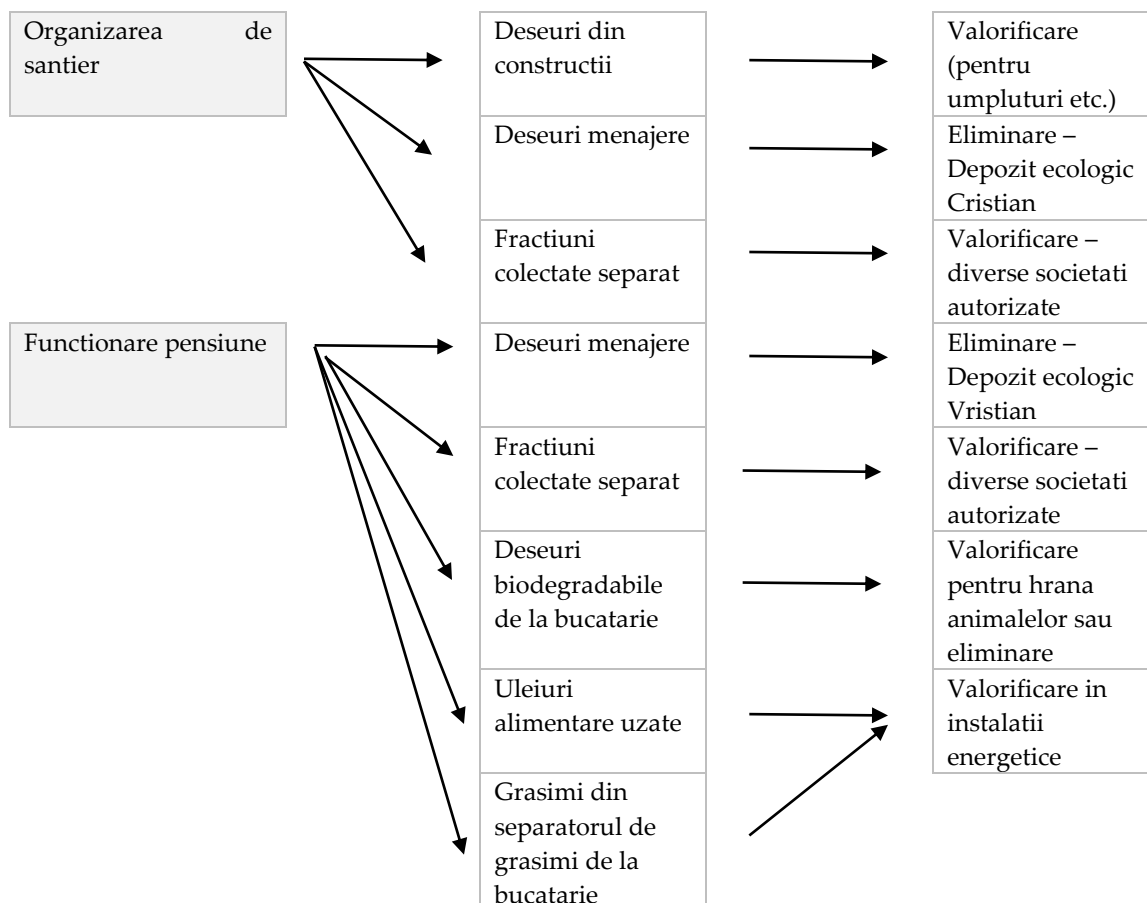 Organizarea de
santier
Deseuri din
constructii
Valorificare
(pentru
umpluturi etc.)
Deseuri menajere
Eliminare –
Depozit ecologic
Cristian
Fractiuni
colectate separat
Valorificare –
diverse societati
autorizate
Functionare pensiune
Deseuri menajere
Eliminare –
Depozit ecologic
Vristian
Fractiuni
colectate separat
Valorificare –
diverse societati
autorizate
Deseuri
biodegradabile
de la bucatarie
Valorificare
pentru hrana
animalelor sau
eliminare
Uleiuri
alimentare uzate
Valorificare in
instalatii
energetice
Grasimi din
separatorul de
grasimi de la
bucatarie